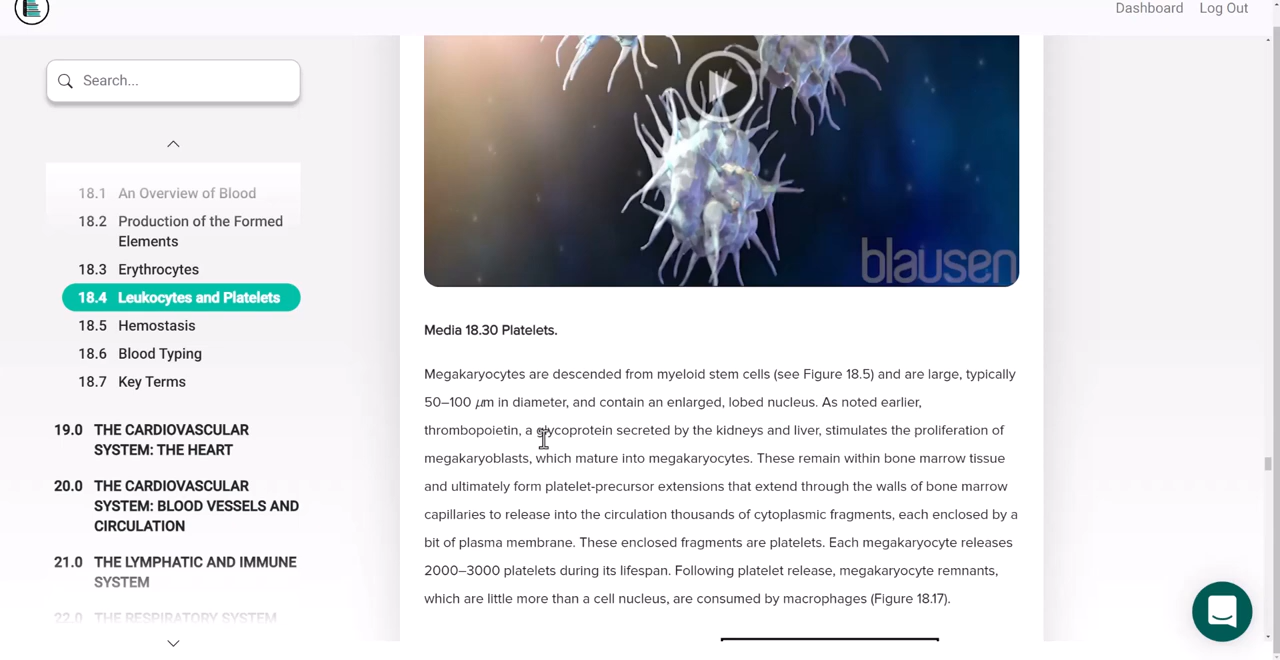 Dashboard Log Out
Search...
18.1 An Overview of Blood
18.2 Production of the Formed
Elements
18.3 Erythrocytes
18.4 Leukocytes and Platelets
18.5 Hemostasis
18.6 Blood Typing
18.7 Key Terms
19.0 THE CARDIOVASCULAR
SYSTEM: THE HEART
20.0 THE CARDIOVASCULAR
SYSTEM: BLOOD VESSELS AND
CIRCULATION
21.0 THE LYMPHATIC AND IMMUNE
SYSTEM
22.0 THE RESPIRATORY SYSTEM
blausen
Media 18.30 Platelets.
Megakaryocytes are descended from myeloid stem cells (see Figure 18.5) and are large, typically
50–100 μm in diameter, and contain an enlarged, lobed nucleus. As noted earlier,
thrombopoietin, a glycoprotein secreted by the kidneys and liver, stimulates the proliferation of
megakaryoblasts, which mature into megakaryocytes. These remain within bone marrow tissue
and ultimately form platelet-precursor extensions that extend through the walls of bone marrow
capillaries to release into the circulation thousands of cytoplasmic fragments, each enclosed by a
bit of plasma membrane. These enclosed fragments are platelets. Each megakaryocyte releases
2000–3000 platelets during its lifespan. Following platelet release, megakaryocyte remnants,
which are little more than a cell nucleus, are consumed by macrophages (Figure 18.17).